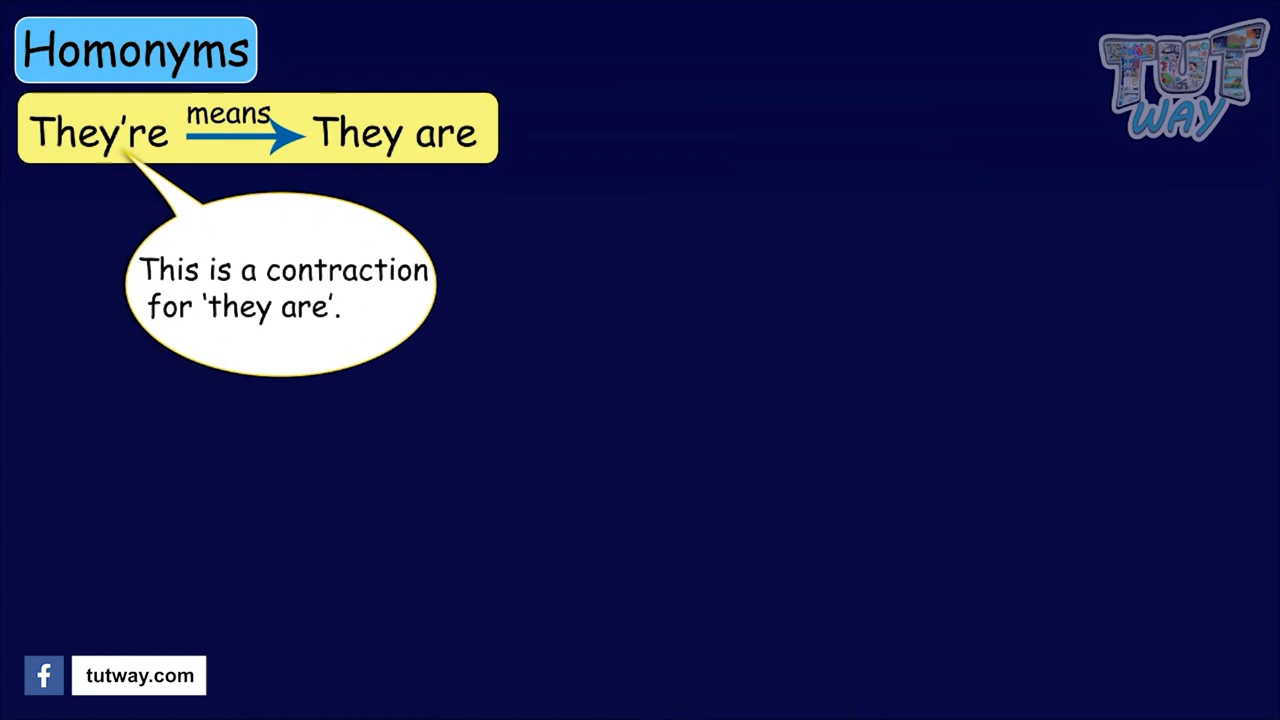 Homonyms
TUT
WAY
They’re means They are
This is a contraction
for ‘they are’.
f tutway.com